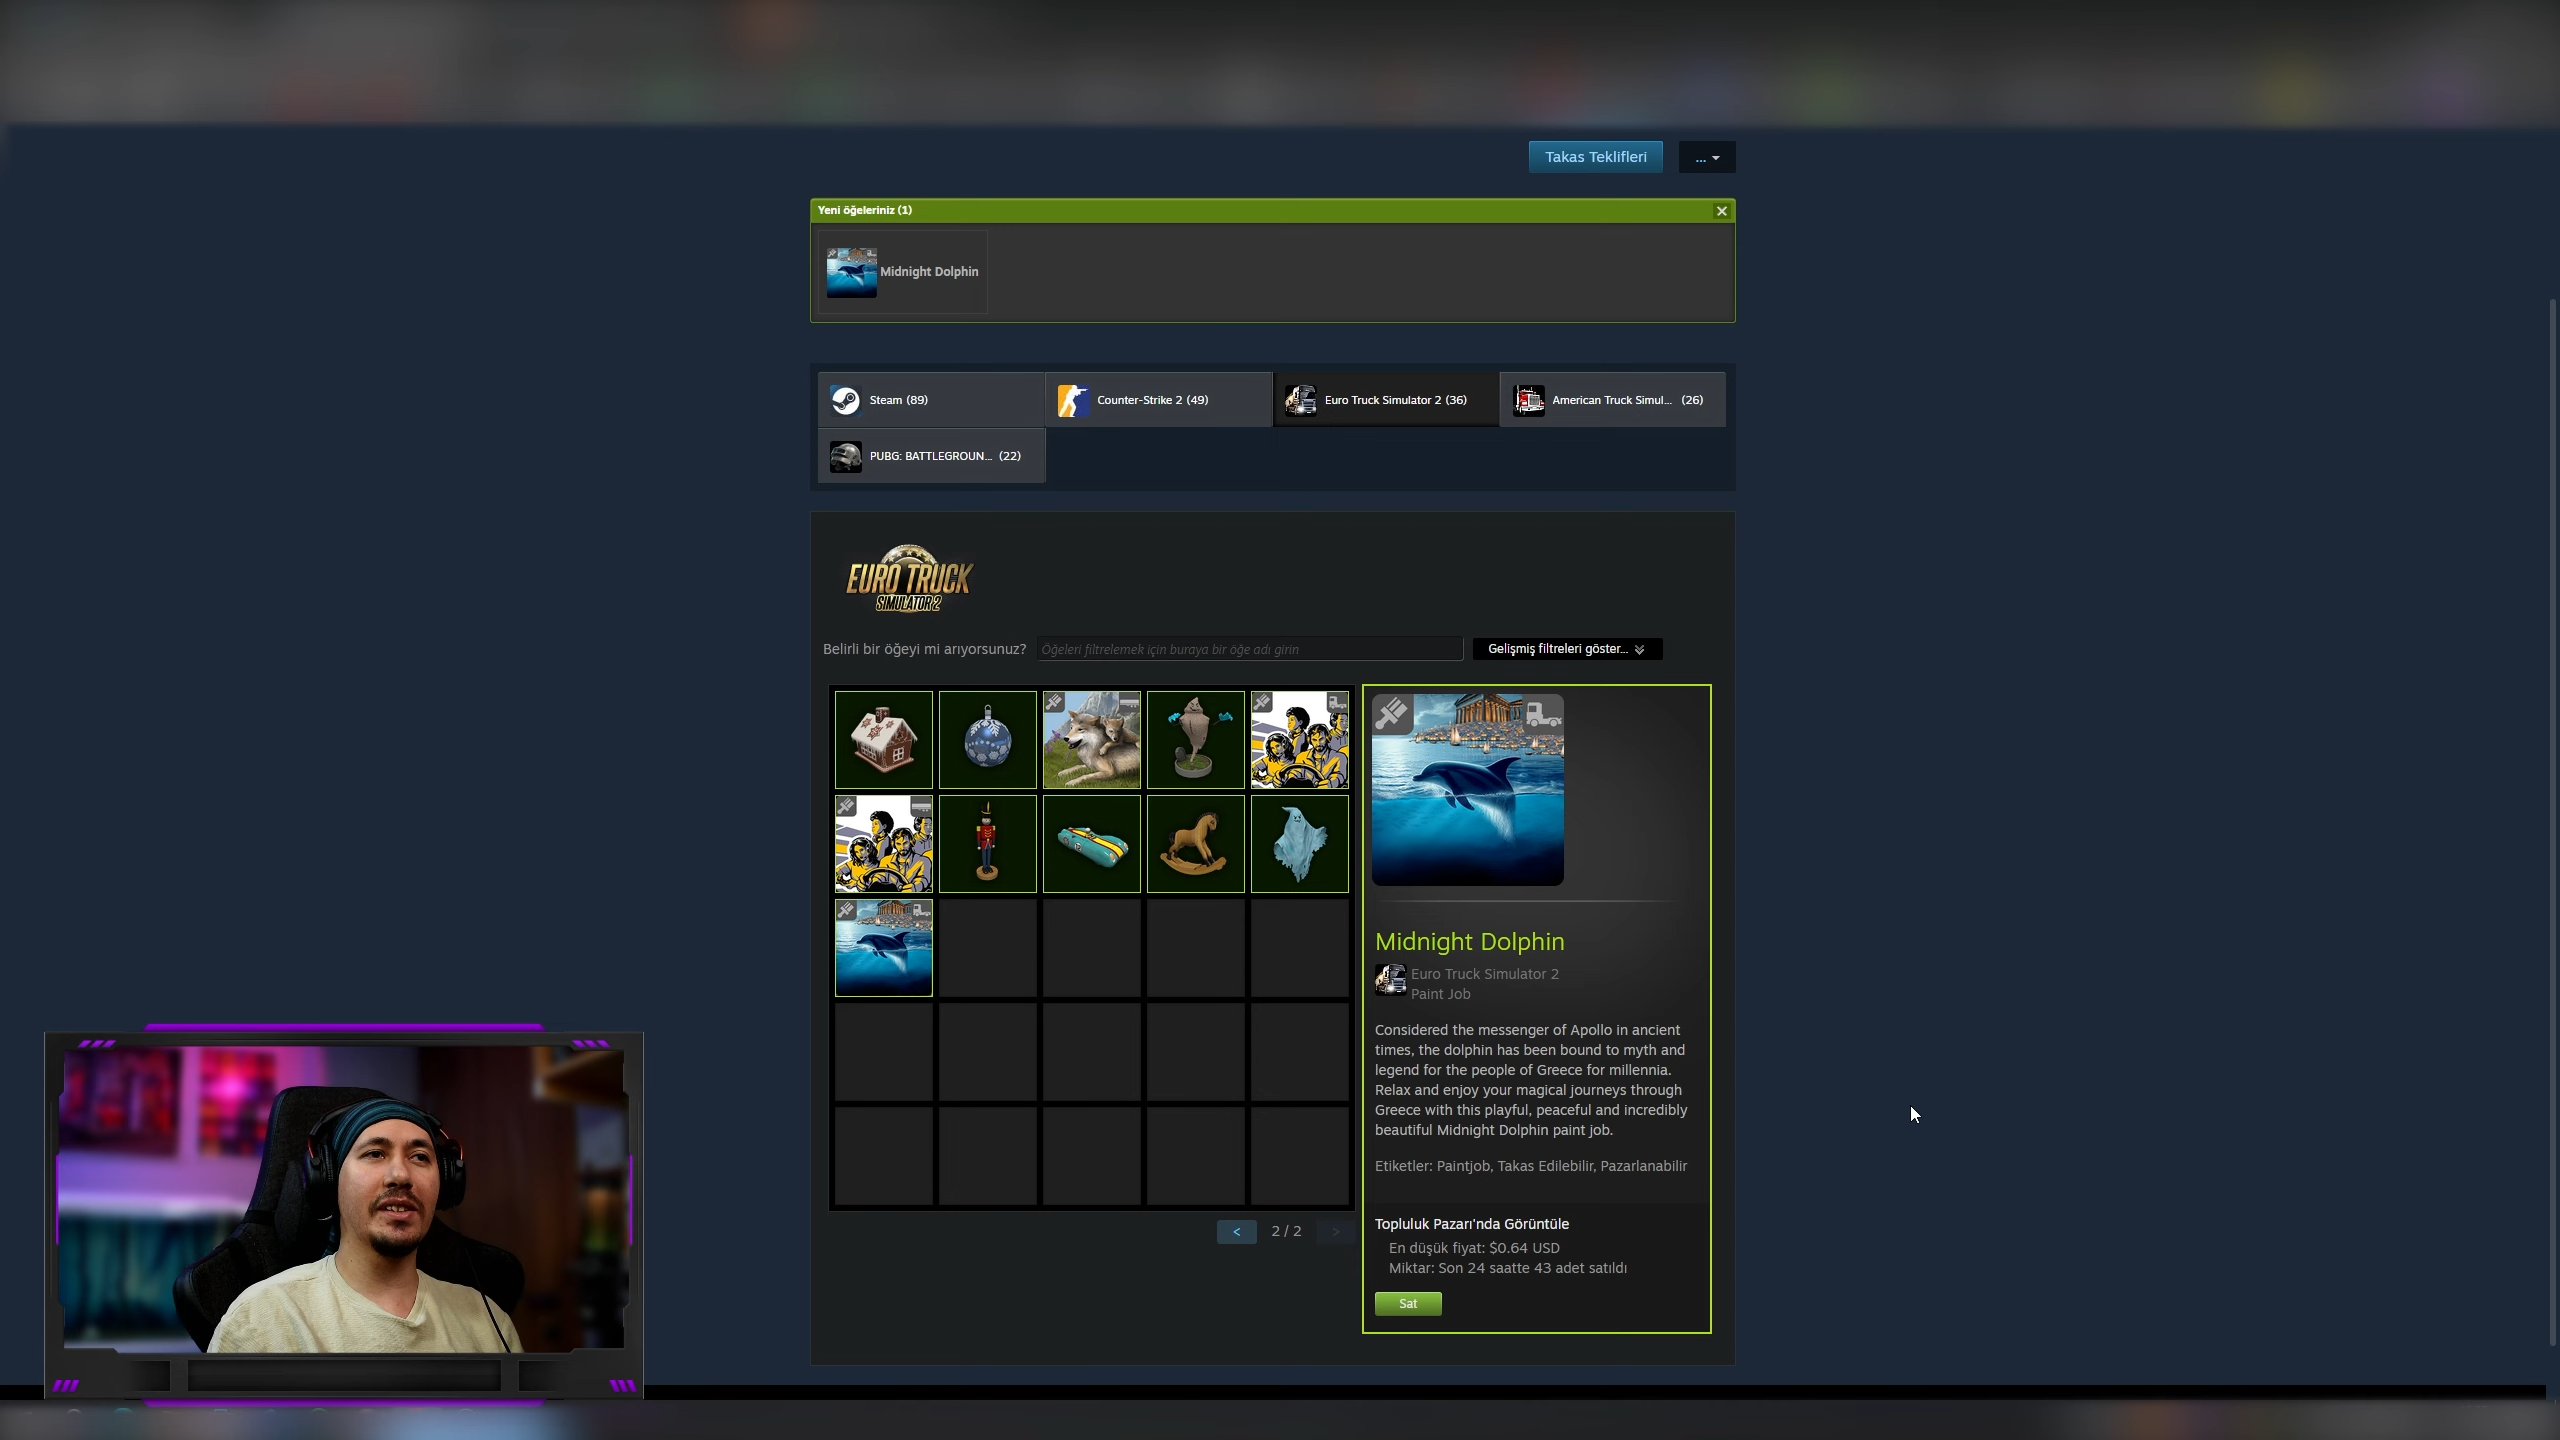 Takas Teklifleri
...
Yeni öğeleriniz (1)
Midnight Dolphin
Steam (89)
Counter-Strike 2 (49)
Euro Truck Simulator 2 (36)
American Truck Simul... (26)
PUBG: BATTLEGROUN... (22)
EURO TRUCK
SIMULATOR 2
Belirli bir öğeyi mi arıyorsunuz?
Öğeleri filtrelemek için buraya bir öğe adı girin
Gelişmiş filtreleri göster...
Midnight Dolphin
Euro Truck Simulator 2
Paint Job
Considered the messenger of Apollo in ancient
times, the dolphin has been bound to myth and
legend for the people of Greece for millennia.
Relax and enjoy your magical journeys through
Greece with this playful, peaceful and incredibly
beautiful Midnight Dolphin paint job.
Etiketler: Paintjob, Takas Edilebilir, Pazarlanabilir
Topluluk Pazarı'nda Görüntüle
En düşük fiyat: $0.64 USD
Miktar: Son 24 saatte 43 adet satıldı
Sat
< 2 / 2 >